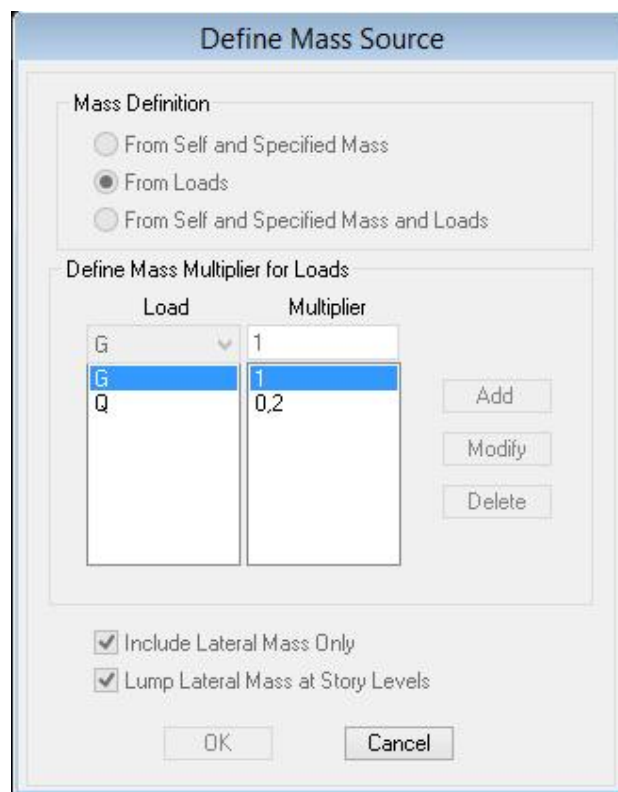 Define Mass Source
Mass Definition
From Self and Specified Mass
From Loads
From Self and Specified Mass and Loads
Define Mass Multiplier for Loads
Load Multiplier
G 1
G 1
Q 0,2
Add
Modify
Delete
Include Lateral Mass Only
Lump Lateral Mass at Story Levels
OK Cancel